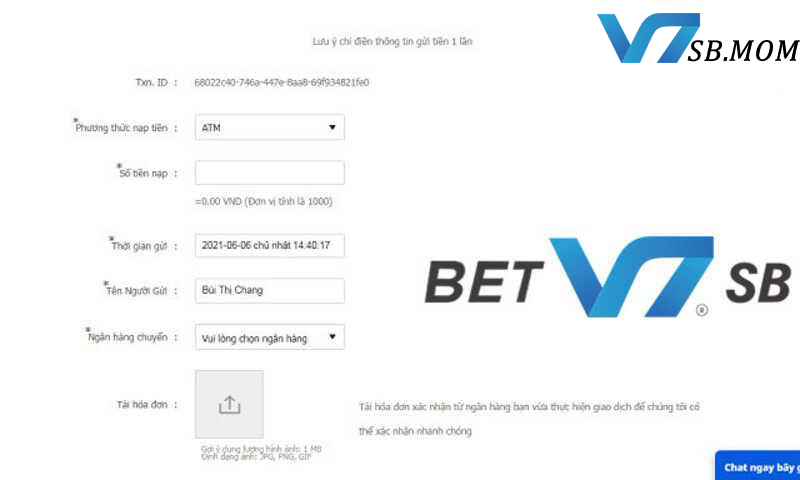 V7SB.MOM
Lưu ý chỉ điền thông tin gửi tiền 1 lần
Txn. ID : 68022c40-746a-447e-8aa8-69f934821fe0
*Phương thức nạp tiền : ATM
*Số tiền nạp :
=0.00 VND (Đơn vị tính là 1000)
*Thời gian gửi : 2021-06-06 chủ nhật 14:40:17
*Tên Người Gửi : Bùi Thị Chang
BET V7 ® SB
*Ngân hàng chuyển : Vui lòng chọn ngân hàng
Tải hóa đơn :
Tải hóa đơn xác nhận từ ngân hàng bạn vừa thực hiện giao dịch để chúng tôi có
thể xác nhận nhanh chóng
Gợi ý dung lượng hình ảnh: 1 MB
Định dạng ảnh: JPG, PNG, GIF
Chat ngay bây g